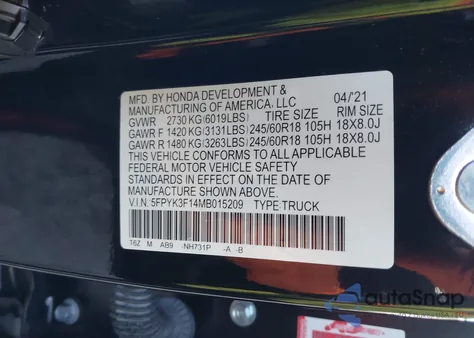 MFD. BY HONDA DEVELOPMENT & 04/'21
MANUFACTURING OF AMERICA, LLC
GVWR 2730 KG(6019LBS) TIRE SIZE RIM SIZE
GAWR F 1420 KG(3131LBS) 245/60R18 105H 18X8.0J
GAWR R 1480 KG(3263LBS) 245/60R18 105H 18X8.0J
THIS VEHICLE CONFORMS TO ALL APPLICABLE
FEDERAL MOTOR VEHICLE SAFETY
STANDARDS IN EFFECT ON THE DATE OF
MANUFACTURE SHOWN ABOVE.
V.I.N. 5FPYK3F14MB015209 TYPE:TRUCK
T6Z M AB9 -NH731P -A -B
autoSnap